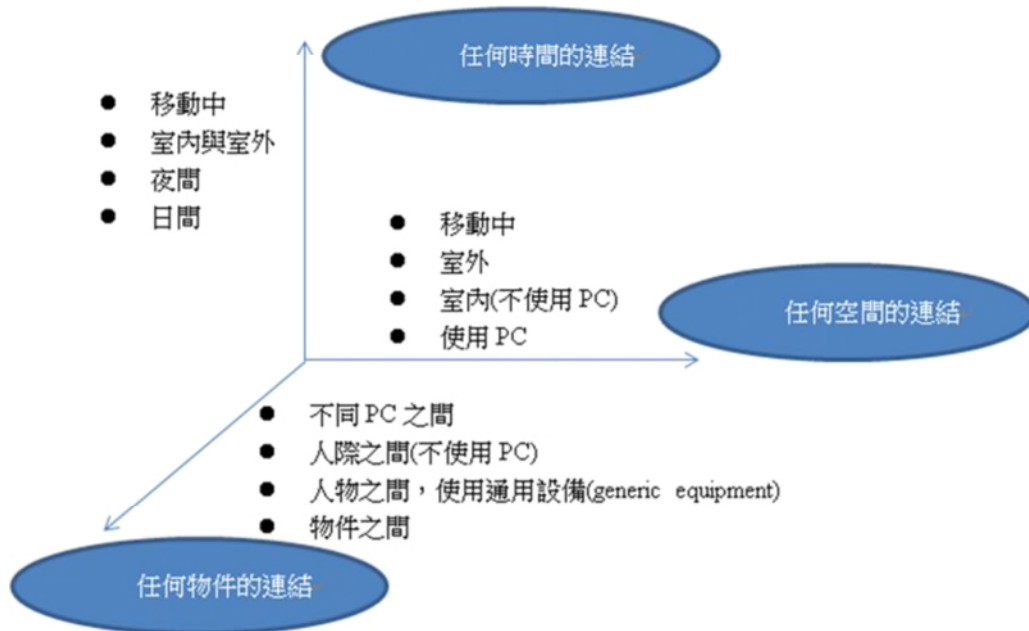 任何時間的連結
● 移動中
● 室內與室外
● 夜間
● 日間
● 移動中
● 室外
● 室內(不使用 PC)
● 使用 PC
任何空間的連結
● 不同 PC 之間
● 人際之間(不使用 PC)
● 人物之間，使用通用設備(generic equipment)
● 物件之間
任何物件的連結